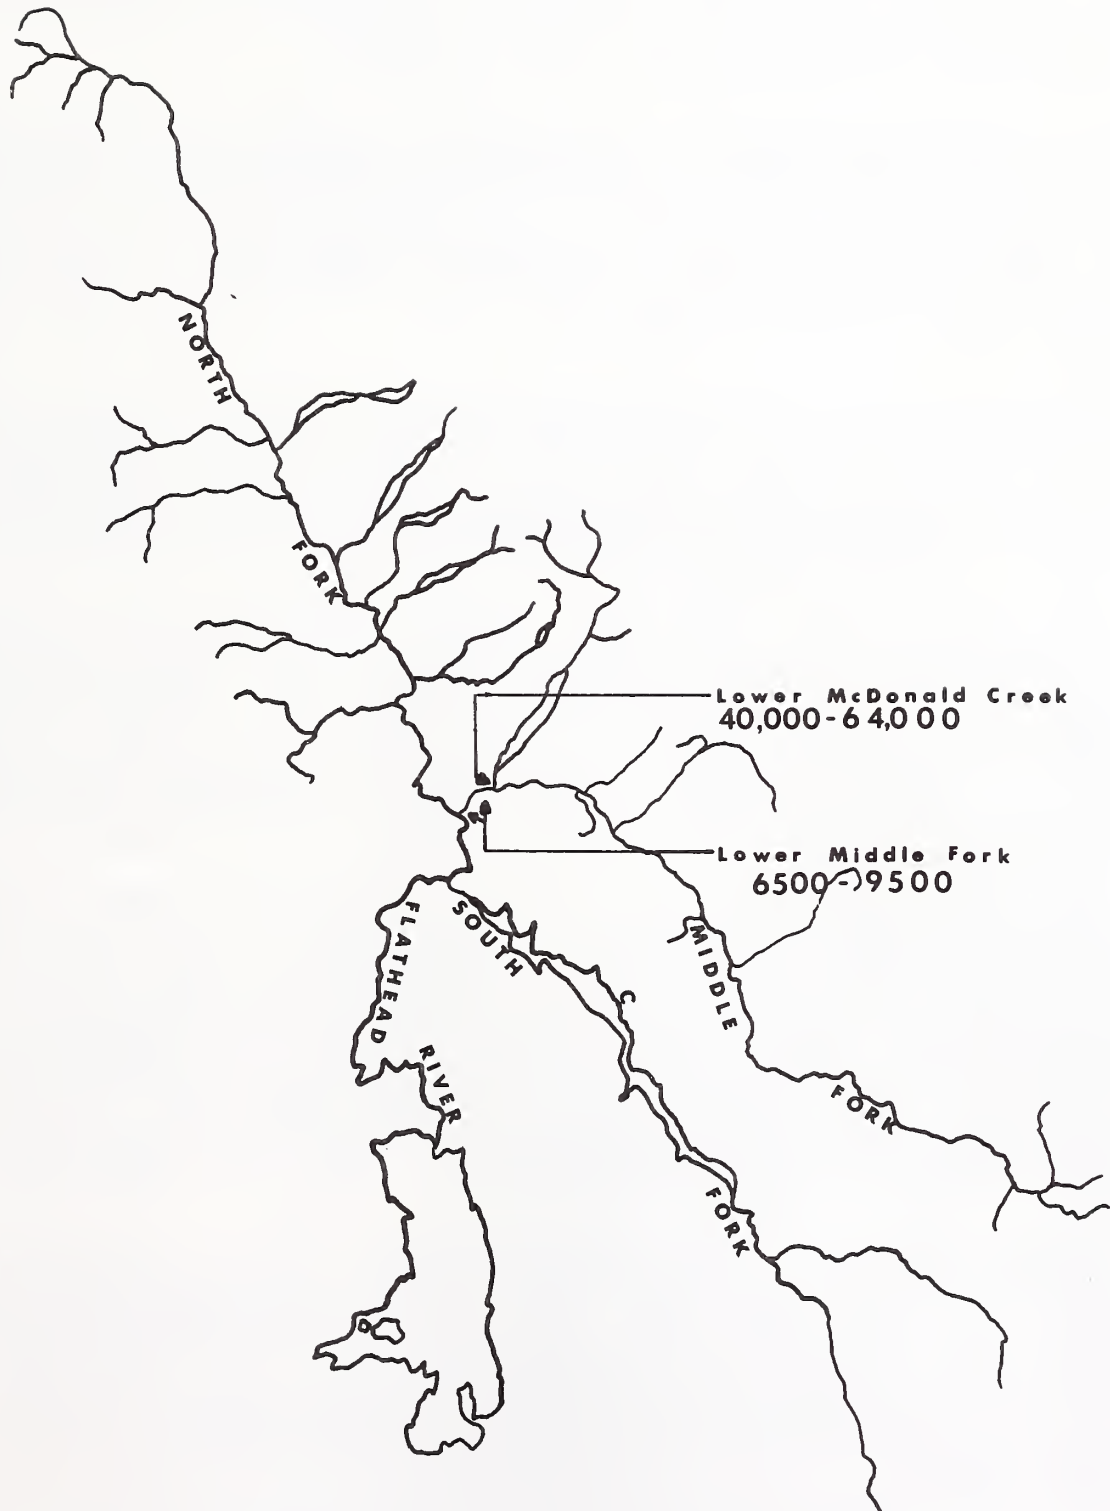 NORTH
FORK
Lower McDonald Creek
40,000-64,000
Lower Middle Fork
6500-9500
FLATHEAD
RIVER
SOUTH
C.
FORK
MIDDLE
FORK